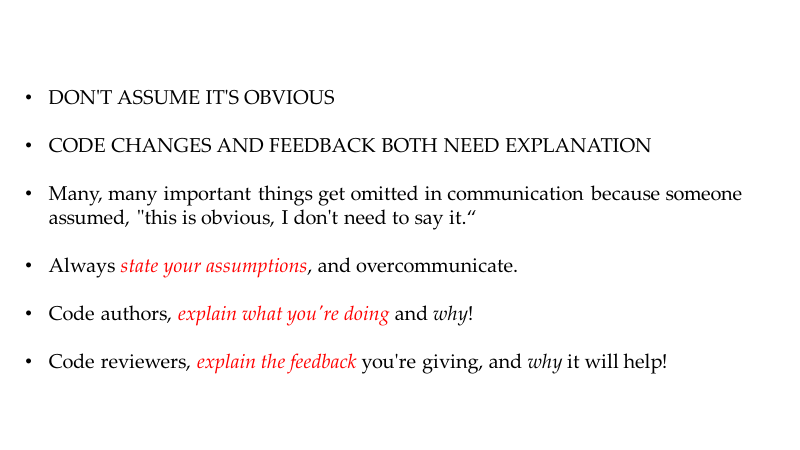 • DON'T ASSUME IT'S OBVIOUS
• CODE CHANGES AND FEEDBACK BOTH NEED EXPLANATION
• Many, many important things get omitted in communication because someone
assumed, "this is obvious, I don't need to say it.“
• Always state your assumptions, and overcommunicate.
• Code authors, explain what you're doing and why!
• Code reviewers, explain the feedback you're giving, and why it will help!